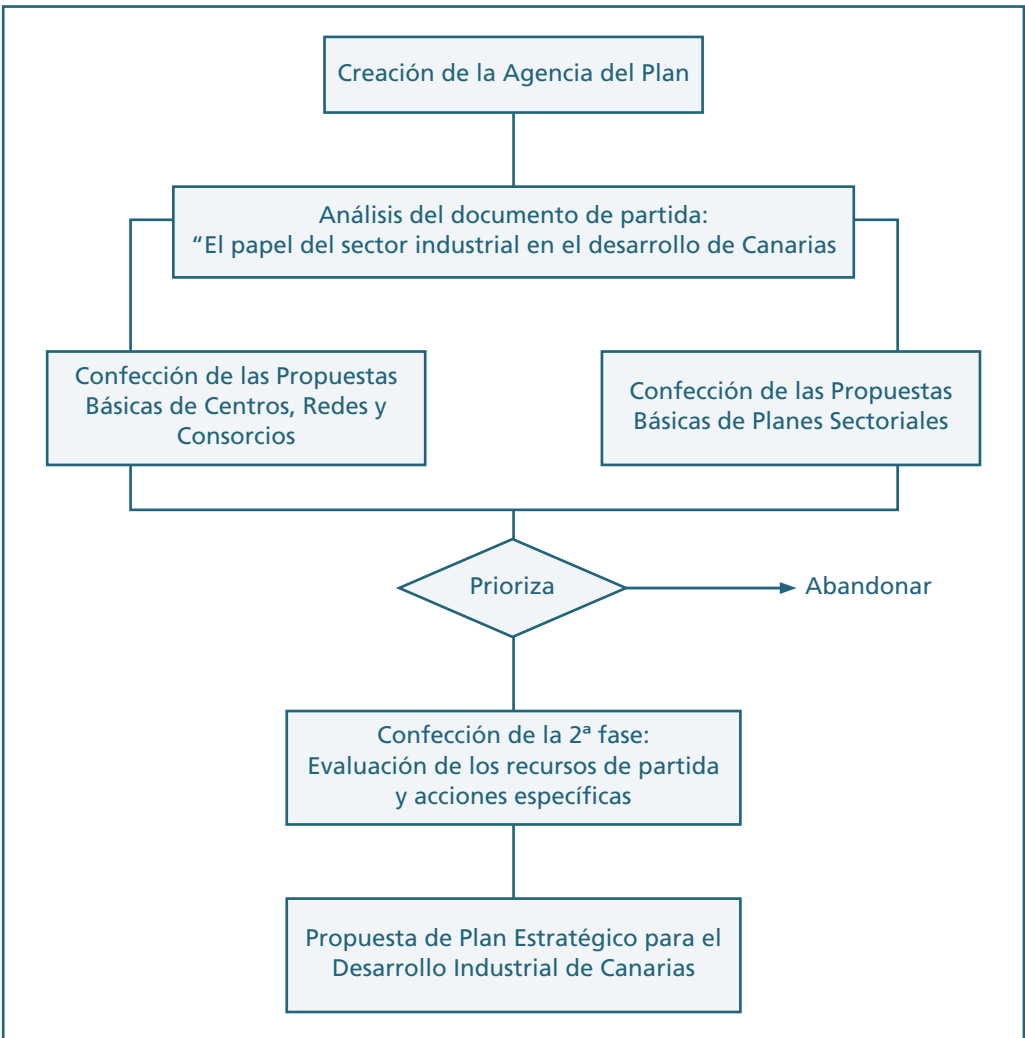 Creación de la Agencia del Plan
Análisis del documento de partida:
“El papel del sector industrial en el desarrollo de Canarias
Confección de las Propuestas
Básicas de Centros, Redes y
Consorcios
Confección de las Propuestas
Básicas de Planes Sectoriales
Prioriza
Abandonar
Confección de la 2ª fase:
Evaluación de los recursos de partida
y acciones específicas
Propuesta de Plan Estratégico para el
Desarrollo Industrial de Canarias